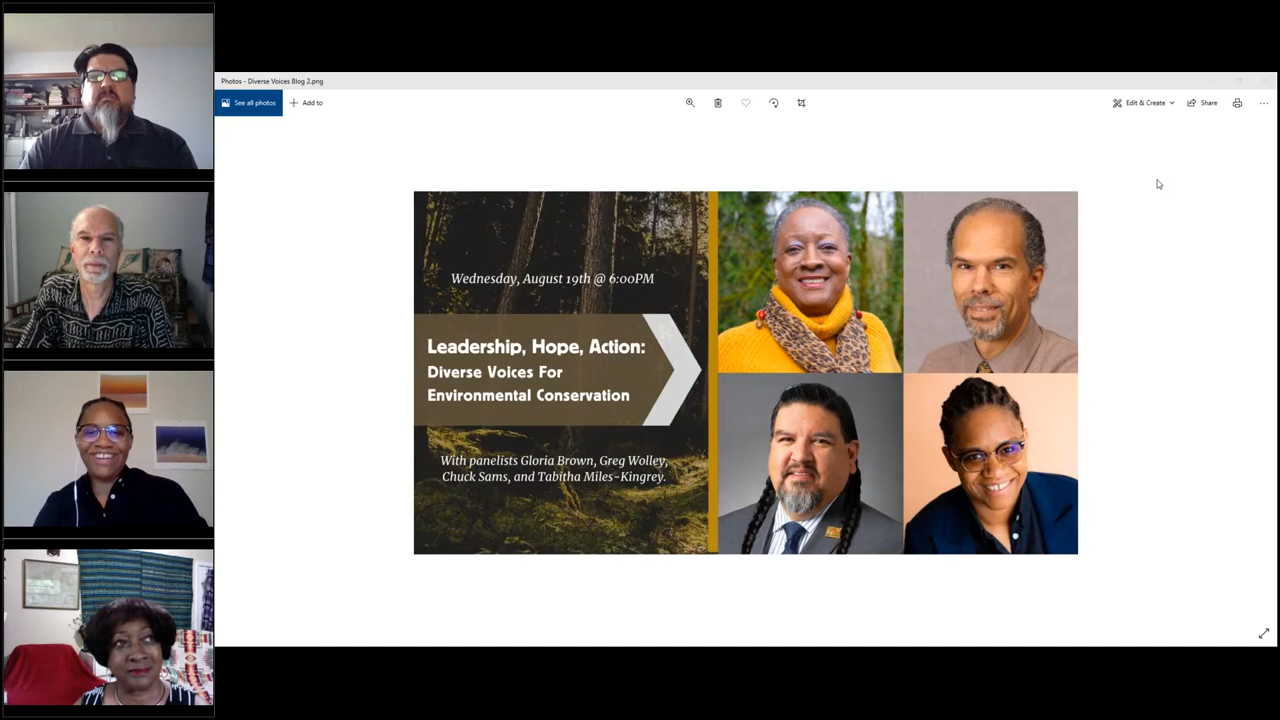 Photos - Diverse Voices Blog 2.png
See all photos
Add to
Edit & Create
Share
Wednesday, August 19th @ 6:00PM
Leadership, Hope, Action:
Diverse Voices For
Environmental Conservation
With panelists Gloria Brown, Greg Wolley,
Chuck Sams, and Tabitha Miles-Kingrey.